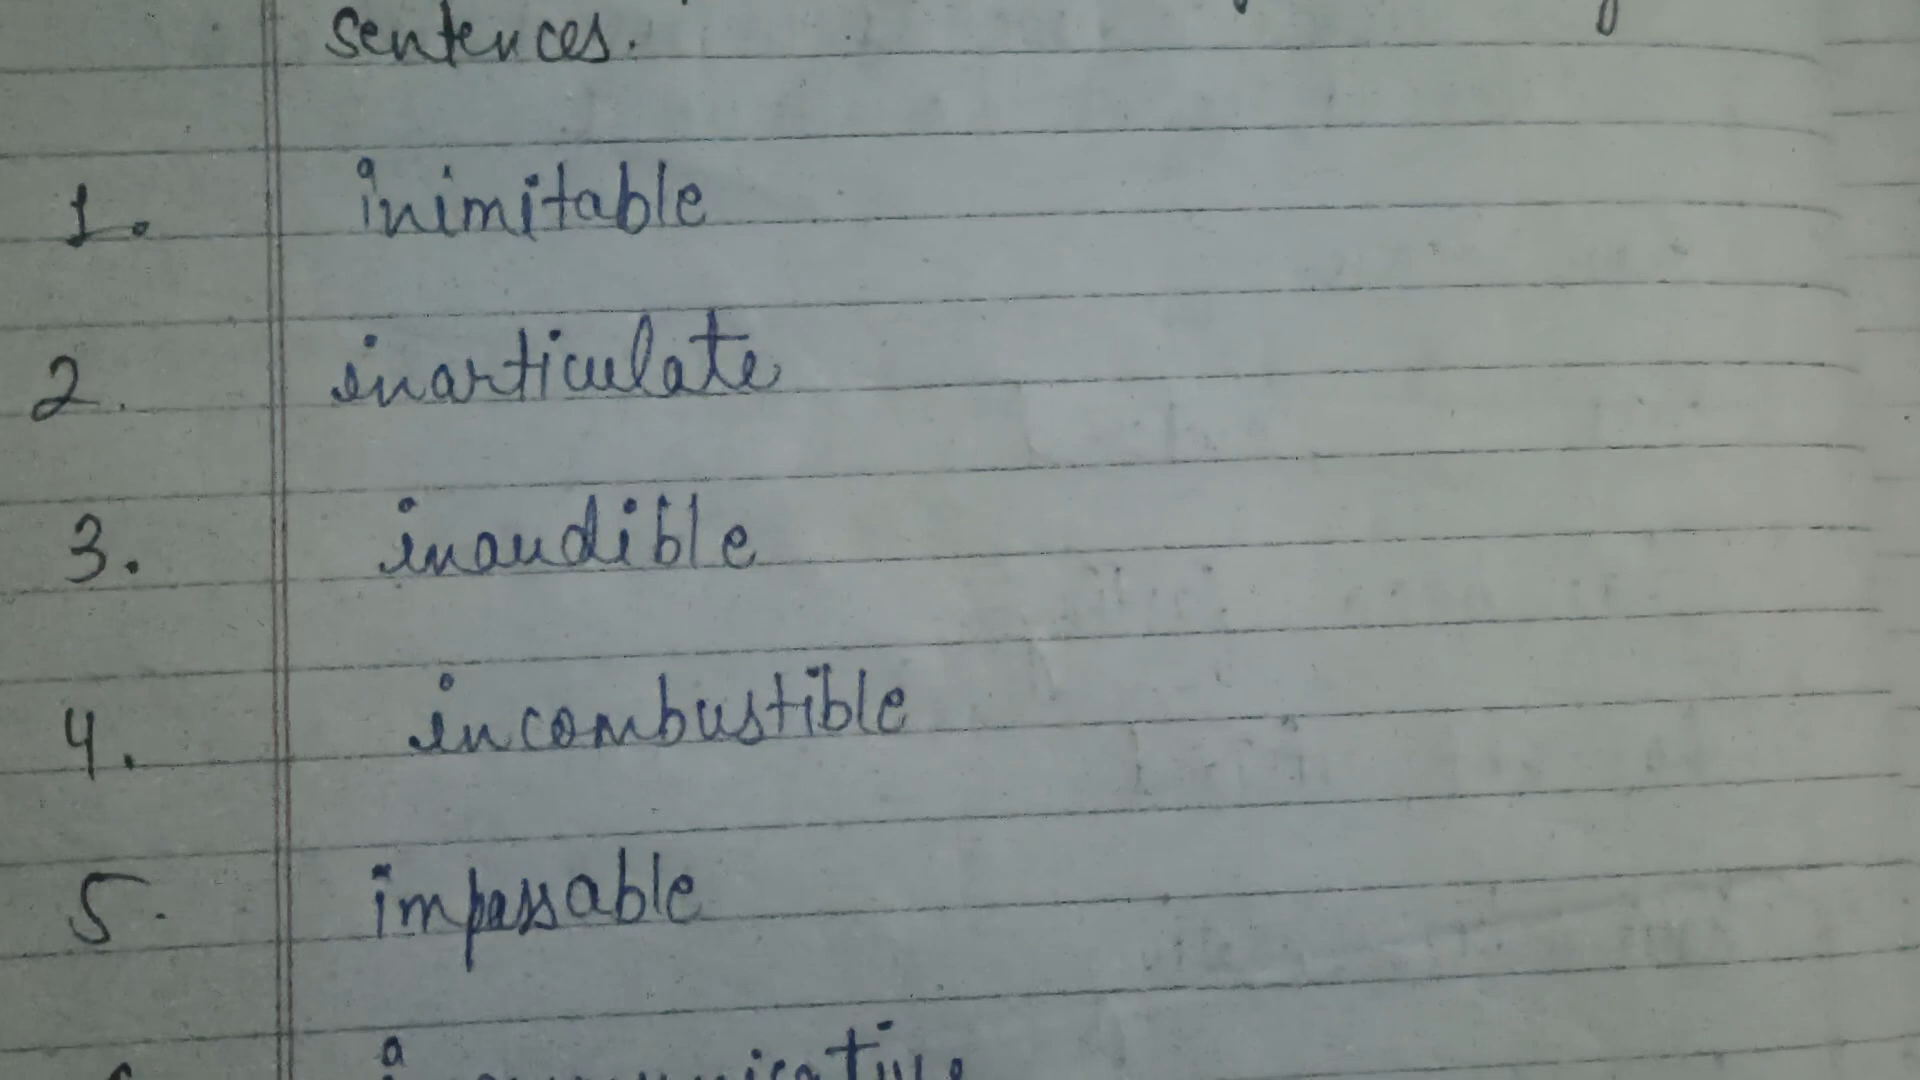 sentences.
1. inimitable
2. inarticulate
3. inaudible
4. incombustible
5. impassable